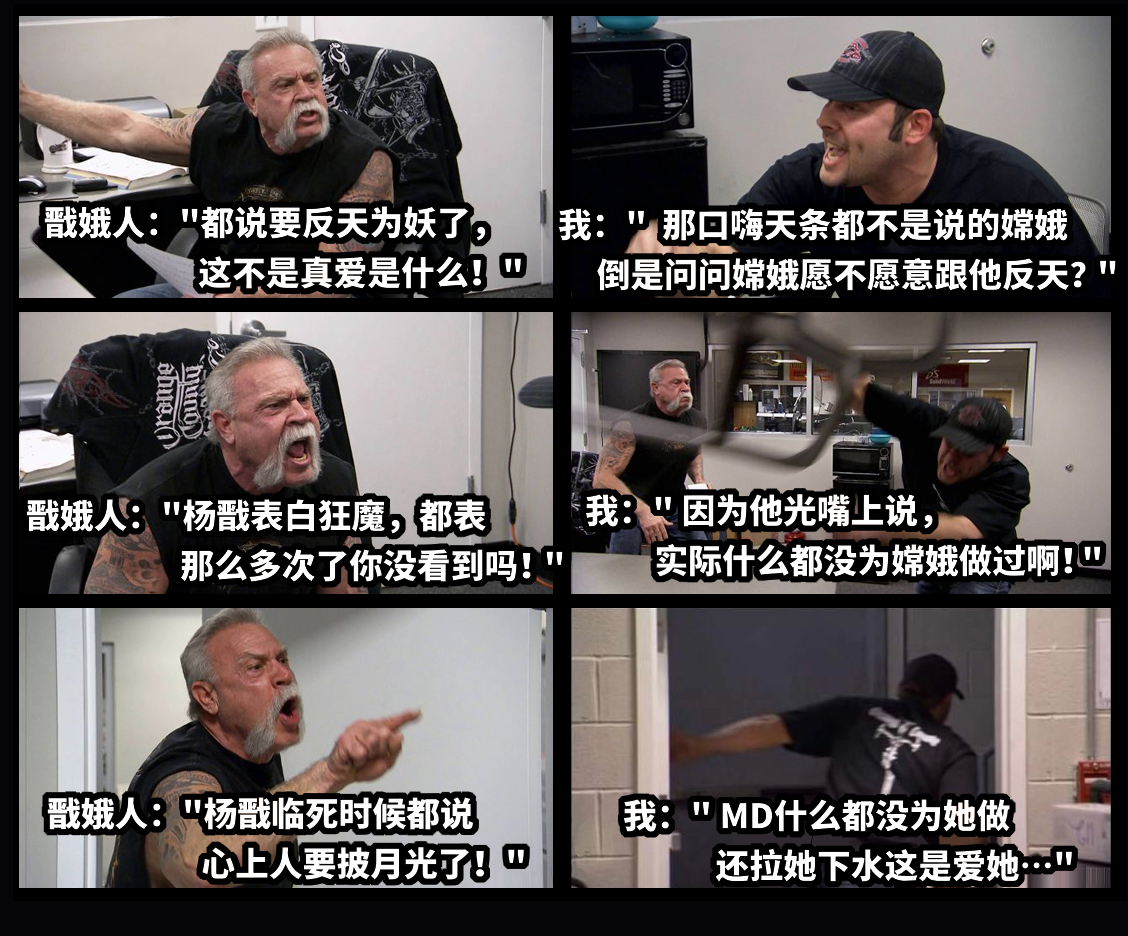 戬娥人："都说要反天为妖了，
这不是真爱是什么！"
我：" 那口嗨天条都不是说的嫦娥
倒是问问嫦娥愿不愿意跟他反天？"
Orange
County
戬娥人："杨戬表白狂魔，都表
那么多次了你没看到吗！"
SolidWorks
我：" 因为他光嘴上说，
实际什么都没为嫦娥做过啊！"
戬娥人："杨戬临死时候都说
心上人要披月光了！"
我：" MD什么都没为她做
还拉她下水这是爱她…"